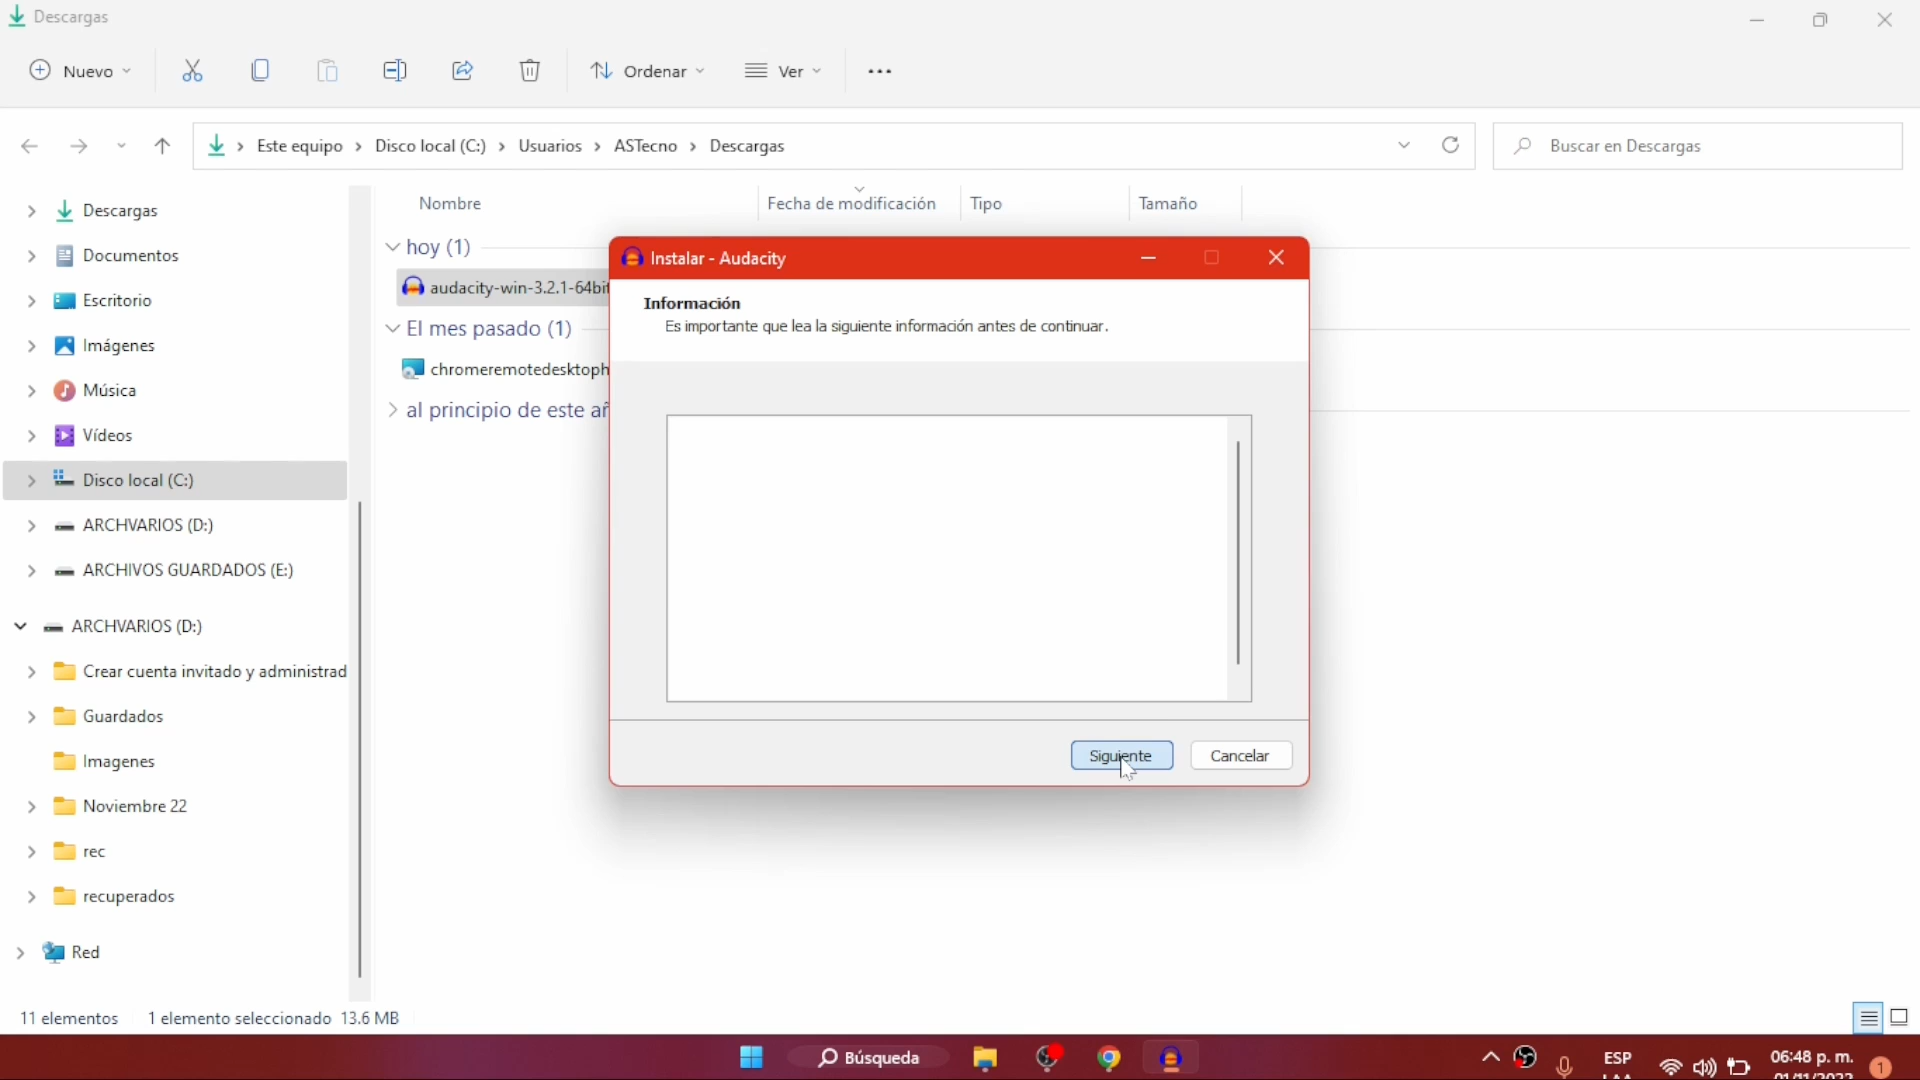 Descargas
Nuevo
Ordenar
Ver
Este equipo > Disco local (C:) > Usuarios > ASTecno > Descargas
Buscar en Descargas
Nombre
Fecha de modificación
Tipo
Tamaño
Descargas
Documentos
Escritorio
Imágenes
Música
Vídeos
Disco local (C:)
ARCHVARIOS (D:)
ARCHIVOS GUARDADOS (E:)
ARCHVARIOS (D:)
Crear cuenta invitado y administrad
Guardados
Imagenes
Noviembre 22
rec
recuperados
Red
hoy (1)
audacity-win-3.2.1-64bit
El mes pasado (1)
chromeremotedesktoph
al principio de este
Instalar - Audacity
Información
Es importante que lea la siguiente información antes de continuar.
Siguiente
Cancelar
11 elementos
1 elemento seleccionado 13.6 MB
Búsqueda
ESP
06:48 p. m.
1